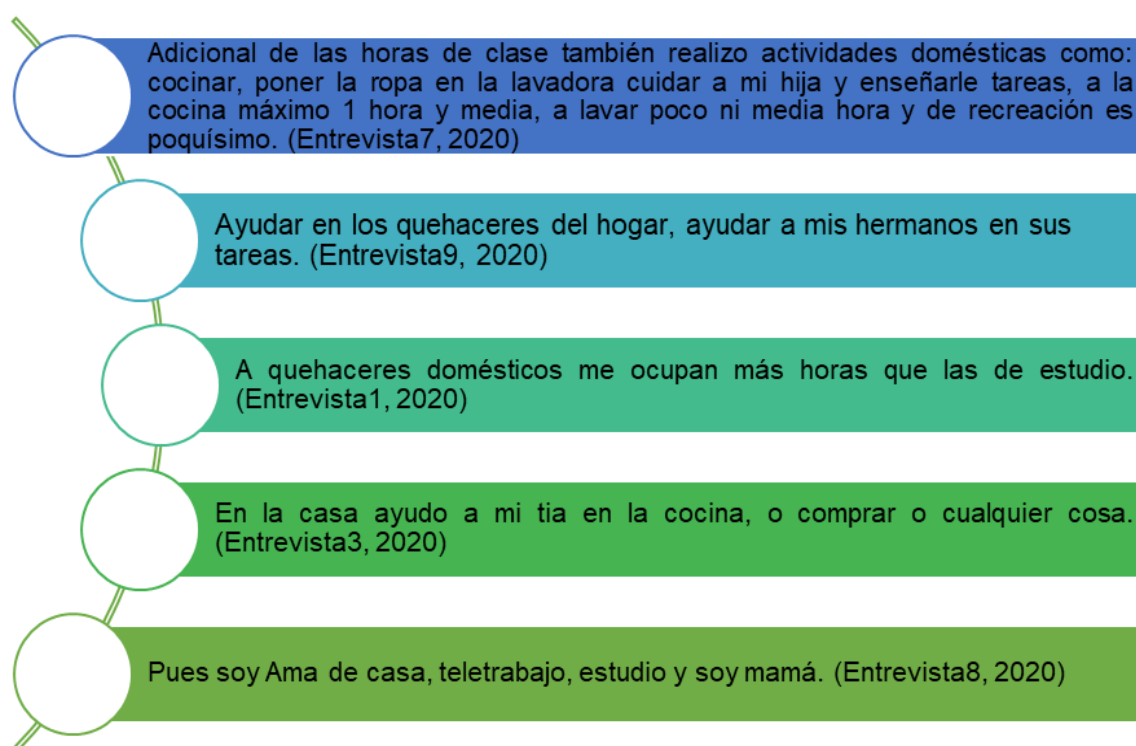 Adicional de las horas de clase también realizo actividades domésticas como:
cocinar, poner la ropa en la lavadora cuidar a mi hija y enseñarle tareas, a la
cocina máximo 1 hora y media, a lavar poco ni media hora y de recreación es
poquísimo. (Entrevista7, 2020)
Ayudar en los quehaceres del hogar, ayudar a mis hermanos en sus
tareas. (Entrevista9, 2020)
A quehaceres domésticos me ocupan más horas que las de estudio.
(Entrevista1, 2020)
En la casa ayudo a mi tia en la cocina, o comprar o cualquier cosa.
(Entrevista3, 2020)
Pues soy Ama de casa, teletrabajo, estudio y soy mamá. (Entrevista8, 2020)